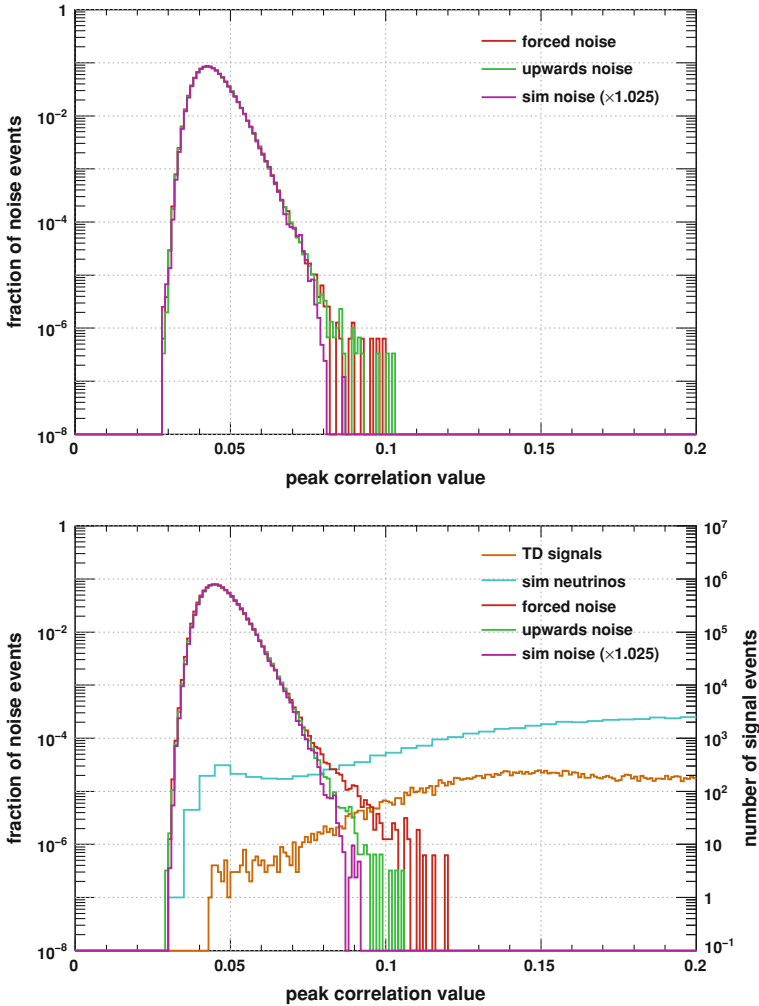 1
10⁻²
10⁻⁴
10⁻⁶
10⁻⁸
fraction of noise events
forced noise
upwards noise
sim noise (×1.025)
0 0.05 0.1 0.15 0.2
peak correlation value
1
10⁻²
10⁻⁴
10⁻⁶
10⁻⁸
fraction of noise events
TD signals
sim neutrinos
forced noise
upwards noise
sim noise (×1.025)
10⁷
10⁶
10⁵
10⁴
10³
10²
10
1
10⁻¹
number of signal events
0 0.05 0.1 0.15 0.2
peak correlation value